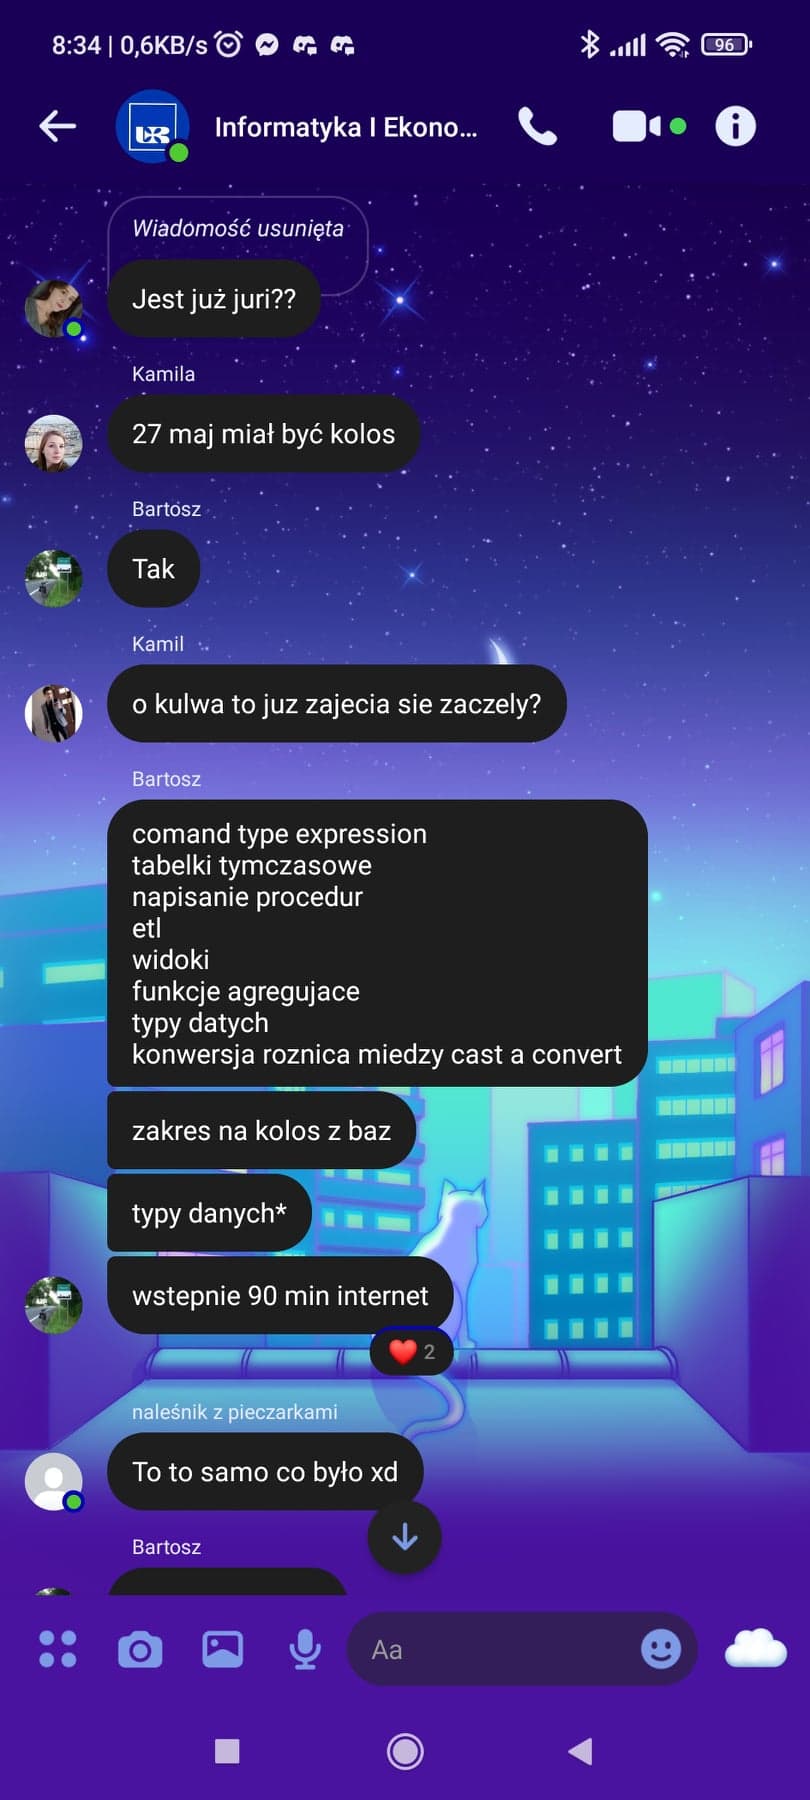 8:34 | 0,6KB/s
96
UR
Informatyka I Ekono...
Wiadomość usunięta
Jest już juri??
Kamila
27 maj miał być kolos
Bartosz
Tak
Kamil
o kulwa to juz zajecia sie zaczely?
Bartosz
comand type expression
tabelki tymczasowe
napisanie procedur
etl
widoki
funkcje agregujace
typy datych
konwersja roznica miedzy cast a convert
zakres na kolos z baz
typy danych*
wstepnie 90 min internet
2
naleśnik z pieczarkami
To to samo co było xd
Bartosz
Aa